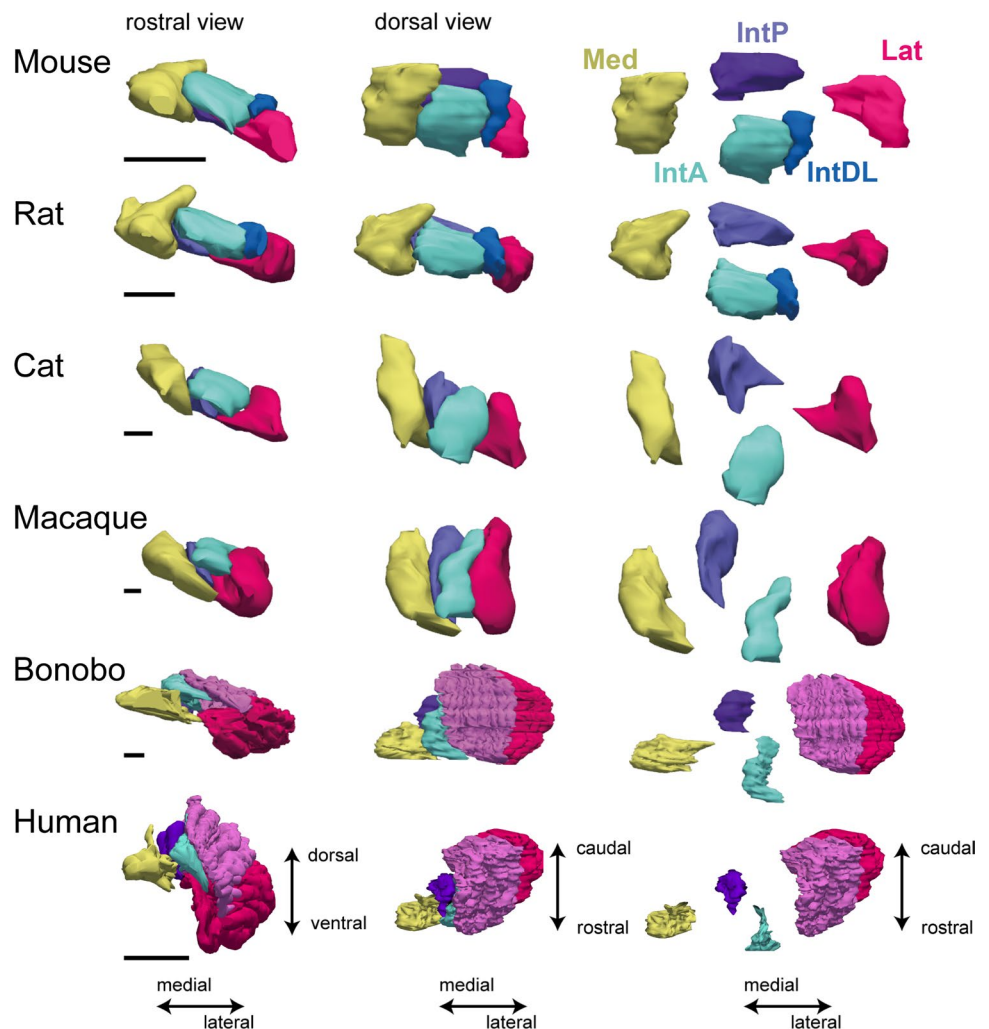 rostral view
dorsal view
Mouse
IntP
Med
Lat
IntA
IntDL
Rat
Cat
Macaque
Bonobo
Human
dorsal
ventral
caudal
rostral
caudal
rostral
medial
lateral
medial
lateral
medial
lateral